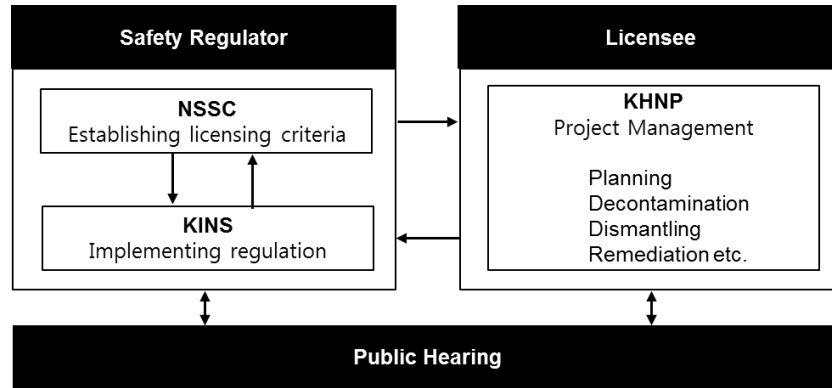 Safety Regulator
NSSC
Establishing licensing criteria
KINS
Implementing regulation
Licensee
KHNP
Project Management
Planning
Decontamination
Dismantling
Remediation etc.
Public Hearing